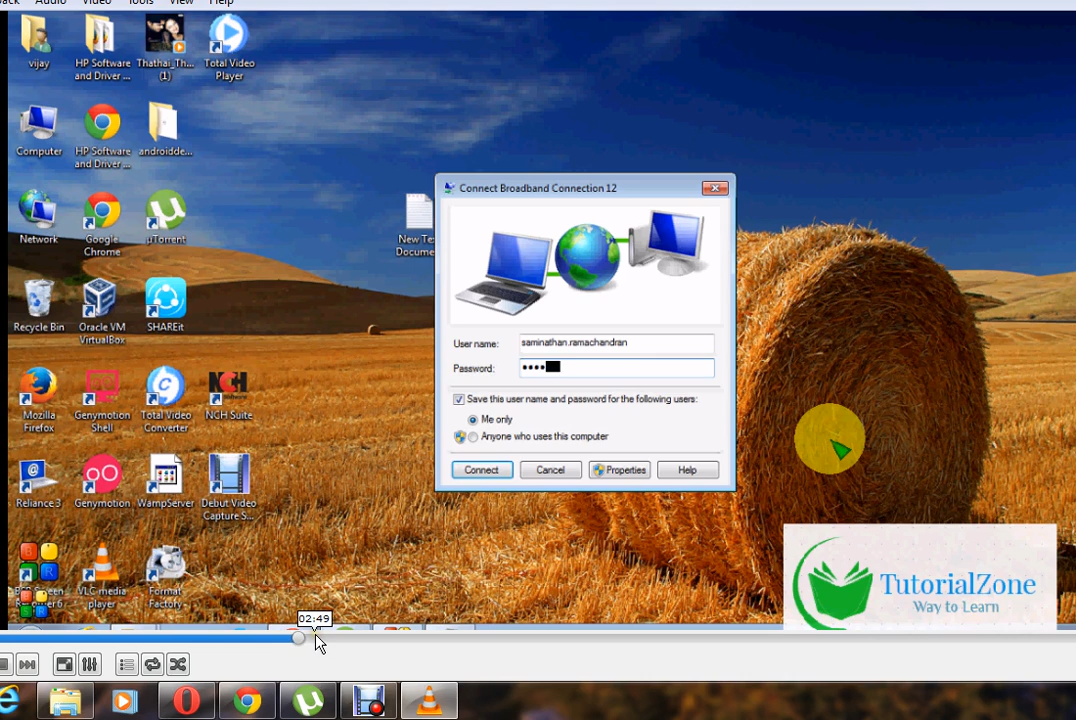 Audio
Video
Tools
View
Help
vijay
HP Software
and Driver ...
Thathai_Th...
(1)
Total Video
Player
Computer
HP Software
and Driver ...
androidde...
Network
Google
Chrome
µTorrent
New Te
Docume
Recycle Bin
Oracle VM
VirtualBox
SHAREit
Mozilla
Firefox
Genymotion
Shell
Total Video
Converter
NCH
NCH Suite
Reliance 3
Genymotion
WampServer
Debut Video
Capture S...
VLC media
player
Format
Factory
Connect Broadband Connection 12
User name:
saminathan.ramachandran
Password:
Save this user name and password for the following users:
Me only
Anyone who uses this computer
Connect
Cancel
Properties
Help
TutorialZone
Way to Learn
02:49